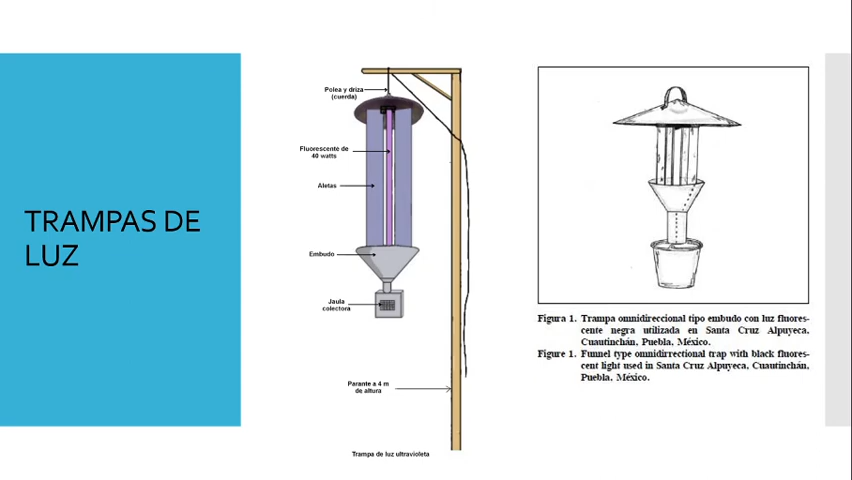 TRAMPAS DE
LUZ
Polea y driza
(cuerda)
Fluorescente de
40 watts
Aletas
Embudo
Jaula
colectora
Parante a 4 m
de altura
Trampa de luz ultravioleta
Figura 1. Trampa omnidireccional tipo embudo con luz fluores-
cente negra utilizada en Santa Cruz Alpuyeca,
Cuautinchán, Puebla, México.
Figure 1. Funnel type omnidirrectional trap with black fluores-
cent light used in Santa Cruz Alpuyeca, Cuautinchán,
Puebla, México.